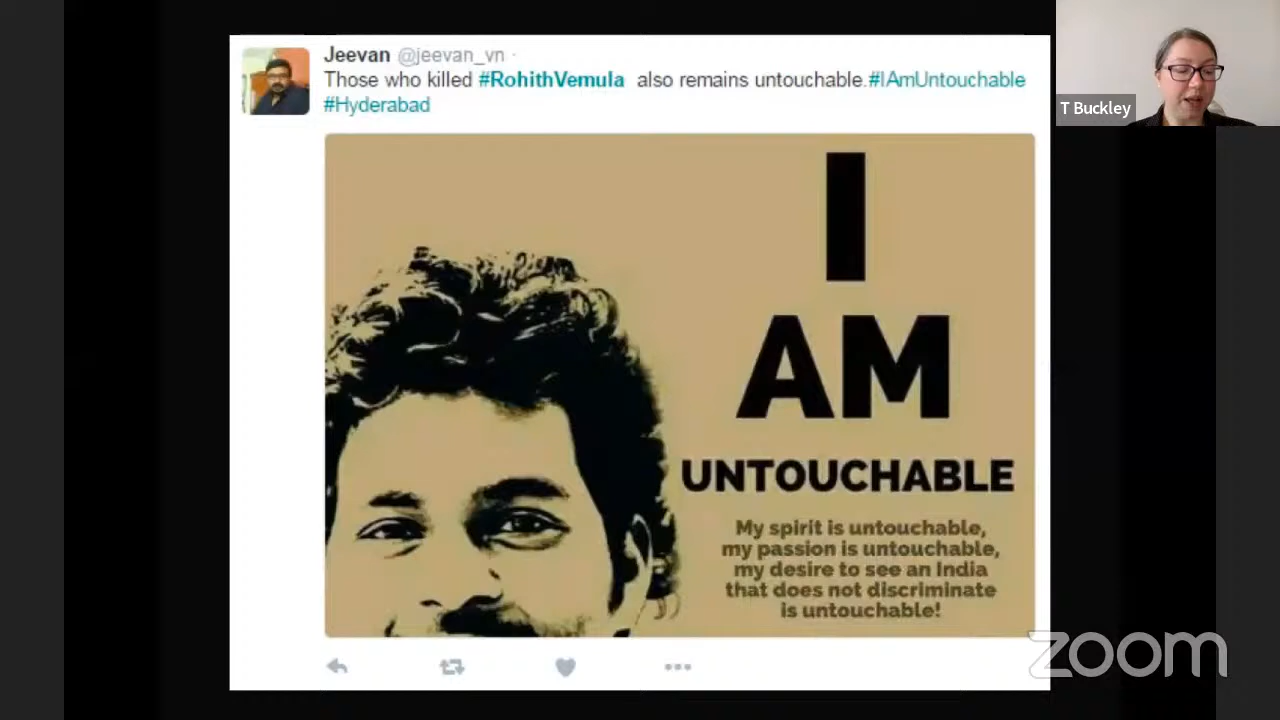 Jeevan @jeevan_vn ·
Those who killed #RohithVemula also remains untouchable.#IAmUntouchable
#Hyderabad
I
AM
UNTOUCHABLE
My spirit is untouchable,
my passion is untouchable,
my desire to see an India
that does not discriminate
is untouchable!
T Buckley
zoom